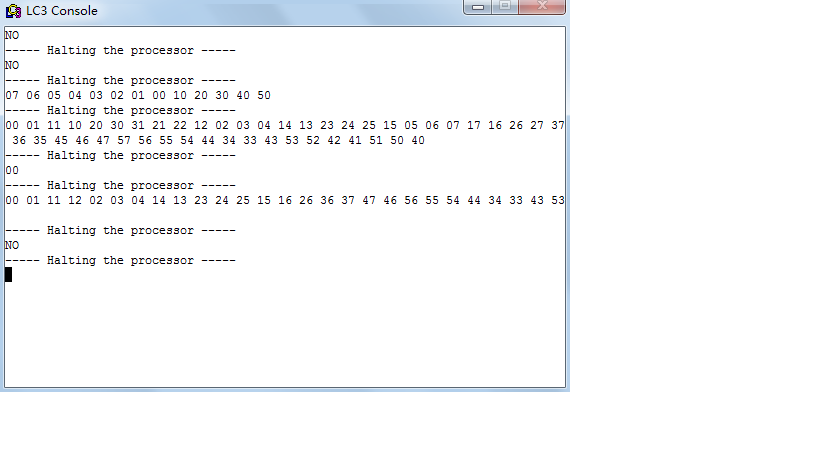 LC3 Console
NO
----- Halting the processor -----
NO
----- Halting the processor -----
07 06 05 04 03 02 01 00 10 20 30 40 50
----- Halting the processor -----
00 01 11 10 20 30 31 21 22 12 02 03 04 14 13 23 24 25 15 05 06 07 17 16 26 27 37
36 35 45 46 47 57 56 55 54 44 34 33 43 53 52 42 41 51 50 40
----- Halting the processor -----
00
----- Halting the processor -----
00 01 11 12 02 03 04 14 13 23 24 25 15 16 26 36 37 47 46 56 55 54 44 34 33 43 53
----- Halting the processor -----
NO
----- Halting the processor -----